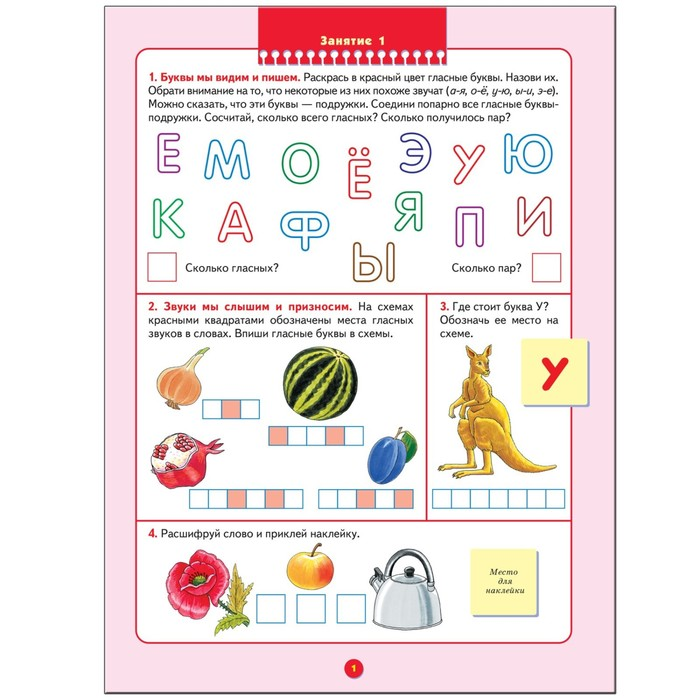 Занятие 1
1. Буквы мы видим и пишем. Раскрась в красный цвет гласные буквы. Назови их.
Обрати внимание на то, что некоторые из них похоже звучат (а-я, о-ё, у-ю, ы-и, э-е).
Можно сказать, что эти буквы — подружки. Соедини попарно все гласные буквы-
подружки. Сосчитай, сколько всего гласных? Сколько получилось пар?
Е М О Ё Э У Ю
К А Ф Ы Я П И
Сколько гласных?
Сколько пар?
2. Звуки мы слышим и призносим. На схемах
красными квадратами обозначены места гласных
звуков в словах. Впиши гласные буквы в схемы.
3. Где стоит буква У?
Обозначь ее место на
схеме.
У
4. Расшифруй слово и приклей наклейку.
Место
для
наклейки
1